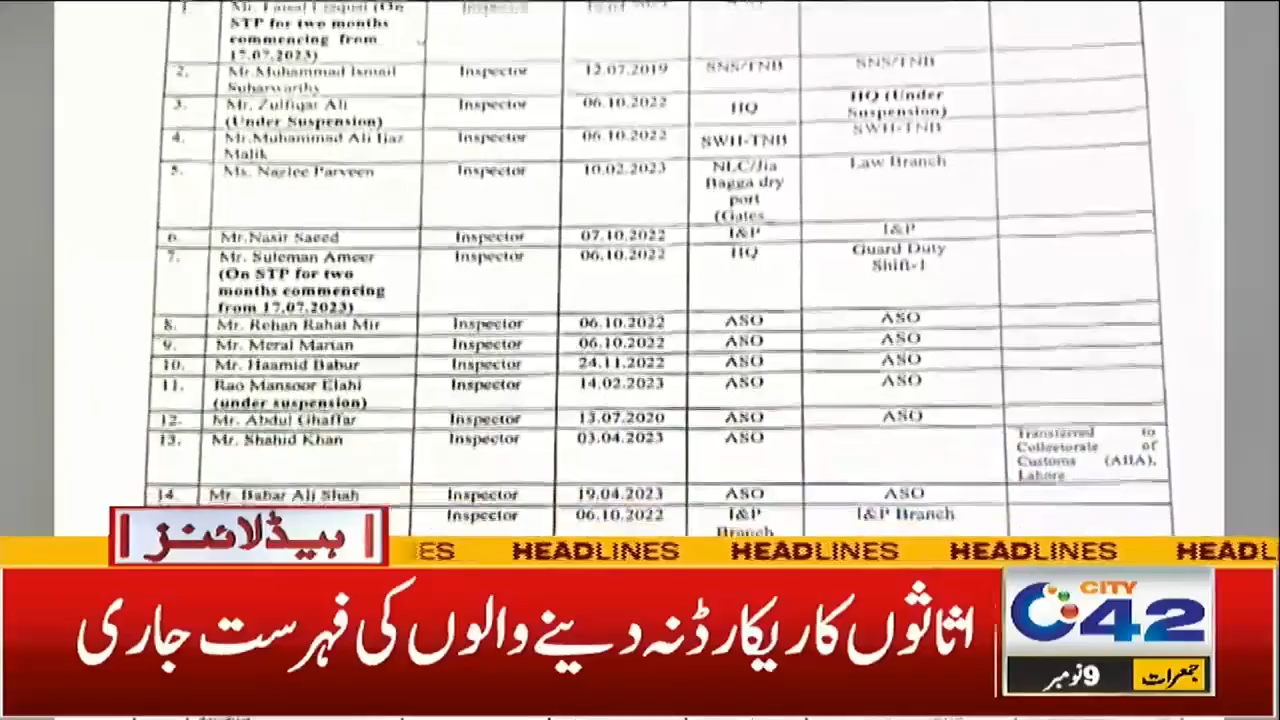 STP for two months
commencing from
17.07.2023)
2. Mr.Muhammad Ismail Inspector 12.07.2019 SNS/TNB SNS/TNB
Suharwarthy
3. Mr. Zulfiqar Ali Inspector 06.10.2022 HQ HQ (Under
(Under Suspension) Suspension)
4. Mr.Muhammad Ali Ijaz Inspector 06.10.2022 SWH-TNB SWH-TNB
Malik
5. Ms. Nazlee Parveen Inspector 10.02.2023 NLC/Jia Law Branch
Bagga dry
port
(Gates
6. Mr.Nasir Saeed Inspector 07.10.2022 I&P I&P
7. Mr. Suleman Ameer Inspector 06.10.2022 HQ Guard Duty
(On STP for two Shift-I
months commencing
from 17.07.2023)
8. Mr. Rehan Rahat Mir Inspector 06.10.2022 ASO ASO
9. Mr. Meral Marian Inspector 06.10.2022 ASO ASO
10. Mr. Haamid Babur Inspector 24.11.2022 ASO ASO
11. Rao Mansoor Elahi Inspector 14.02.2023 ASO ASO
(under suspension)
12. Mr. Abdul Ghaffar Inspector 13.07.2020 ASO ASO
13. Mr. Shahid Khan Inspector 03.04.2023 ASO Transferred to
Collectorate of
Customs (AIIA),
Lahore
14. Mr. Babar Ali Shah Inspector 19.04.2023 ASO ASO
Inspector 06.10.2022 I&P I&P Branch
Branch
ہیڈلائنز
HEADLINES HEADLINES HEADLINES
اثاثوں کا ریکارڈ نہ دینے والوں کی فہرست جاری
CITY
42
جمعرات 9 نومبر